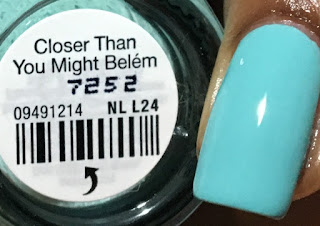 Closer Than
You Might Belém
7252
09491214 NL L24